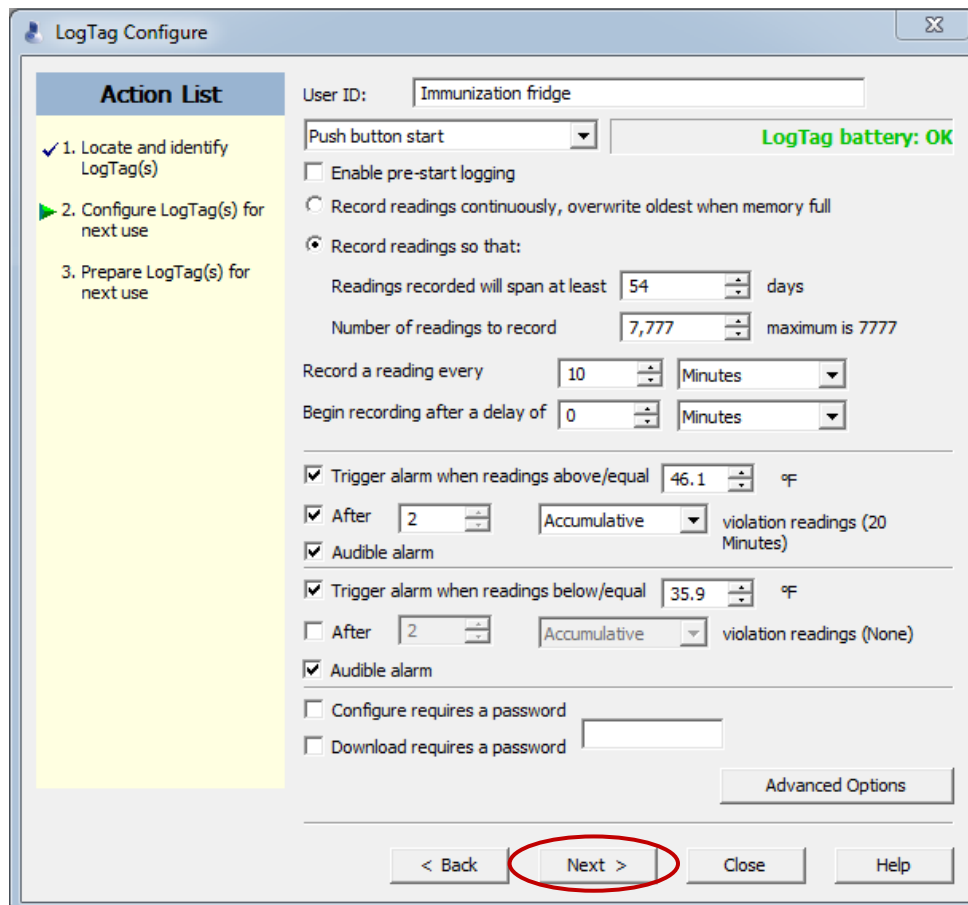 LogTag Configure
Action List
1. Locate and identify
LogTag(s)
2. Configure LogTag(s) for
next use
3. Prepare LogTag(s) for
next use
User ID: Immunization fridge
Push button start LogTag battery: OK
Enable pre-start logging
Record readings continuously, overwrite oldest when memory full
Record readings so that:
Readings recorded will span at least 54 days
Number of readings to record 7,777 maximum is 7777
Record a reading every 10 Minutes
Begin recording after a delay of 0 Minutes
Trigger alarm when readings above/equal 46.1 ºF
After 2 Accumulative violation readings (20
Minutes)
Audible alarm
Trigger alarm when readings below/equal 35.9 ºF
After 2 Accumulative violation readings (None)
Audible alarm
Configure requires a password
Download requires a password
Advanced Options
< Back Next > Close Help